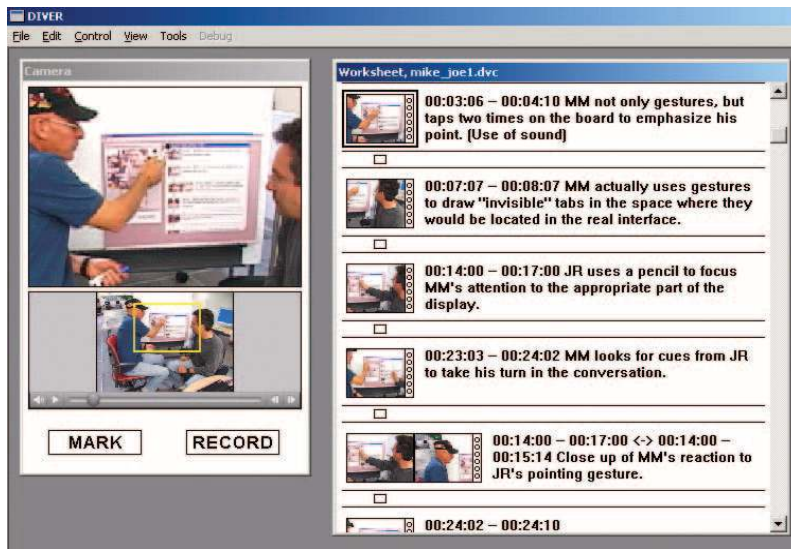 DIVER
File Edit Control View Tools Debug
Camera
MARK
RECORD
Worksheet, mike_joe1.dvc
00:03:06 – 00:04:10 MM not only gestures, but
taps two times on the board to emphasize his
point. (Use of sound)
00:07:07 – 00:08:07 MM actually uses gestures
to draw "invisible" tabs in the space where they
would be located in the real interface.
00:14:00 – 00:17:00 JR uses a pencil to focus
MM's attention to the appropriate part of the
display.
00:23:03 – 00:24:02 MM looks for cues from JR
to take his turn in the conversation.
00:14:00 – 00:17:00 <-> 00:14:00 –
00:15:14 Close up of MM's reaction to
JR's pointing gesture.
00:24:02 – 00:24:10